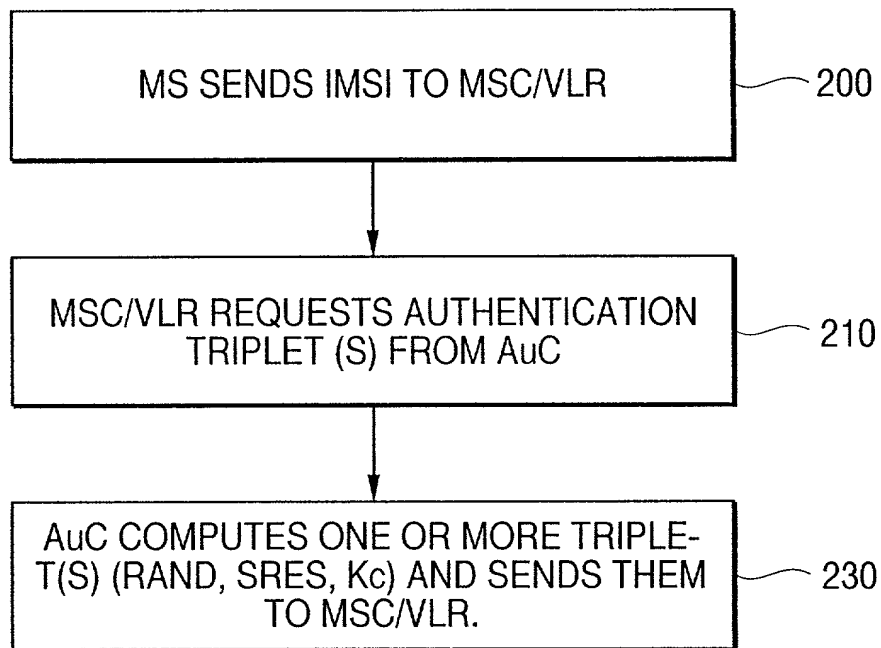 MS SENDS IMSI TO MSC/VLR
200
MSC/VLR REQUESTS AUTHENTICATION
TRIPLET (S) FROM AuC
210
AuC COMPUTES ONE OR MORE TRIPLE-
T(S) (RAND, SRES, Kc) AND SENDS THEM
TO MSC/VLR.
230